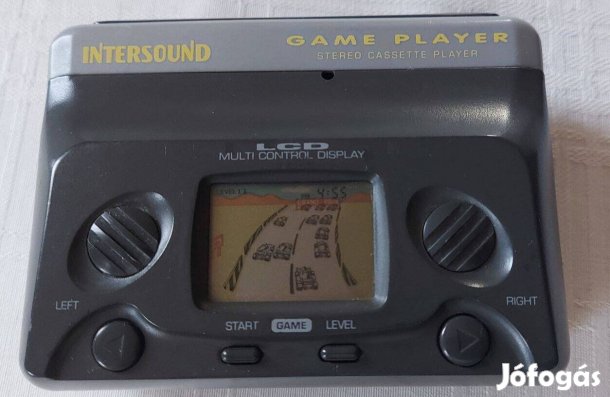 INTERSOUND
GAME PLAYER
STEREO CASSETTE PLAYER
LCD
MULTI CONTROL DISPLAY
4:55
LEFT
RIGHT
START GAME LEVEL
Jófogás